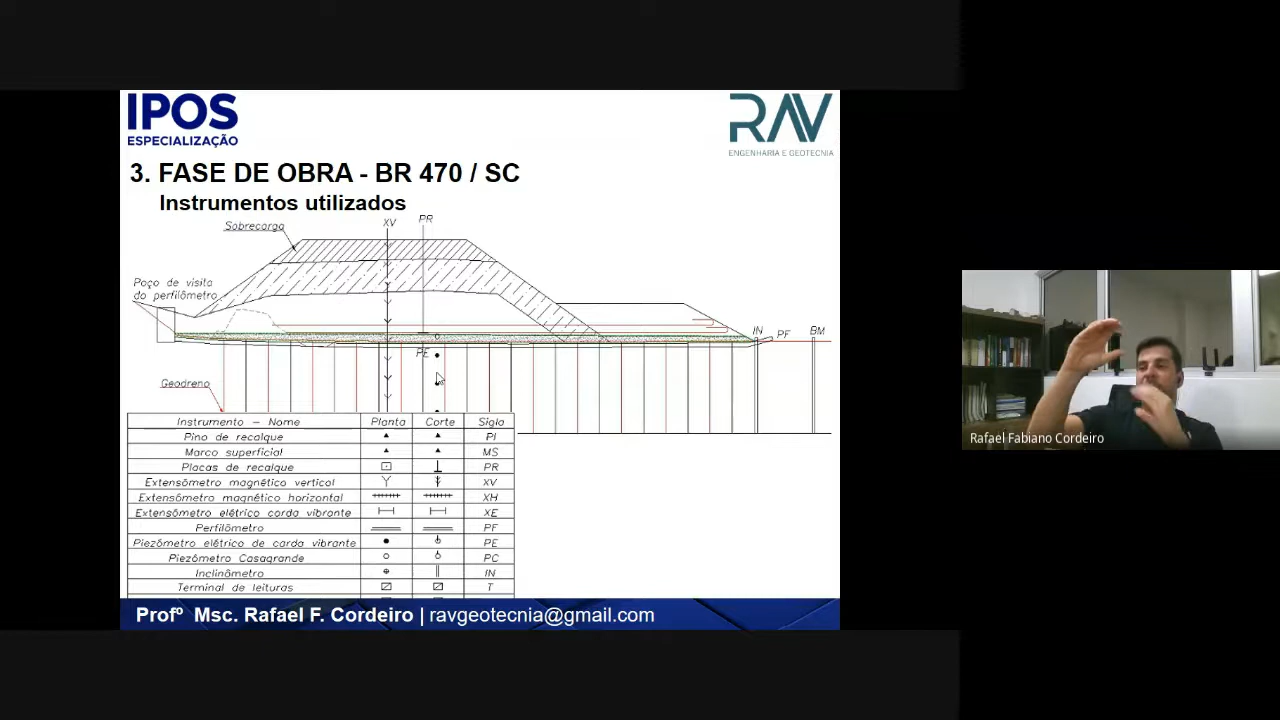 IPOS
ESPECIALIZAÇÃO
RAV
ENGENHARIA E GEOTECNIA
3. FASE DE OBRA - BR 470 / SC
Instrumentos utilizados
Sobrecarga
XV
PR
Poço de visita
do perfilômetro
IN
PF
BM
PE
Geodreno
Instrumento - Nome Planta Corte Sigla
Pino de recalque PI
Marco superficial MS
Placas de recalque PR
Extensômetro magnético vertical XV
Extensômetro magnético horizontal XH
Extensômetro elétrico corda vibrante XE
Perfilômetro PF
Piezômetro elétrico de corda vibrante PE
Piezômetro Casagrande PC
Inclinômetro IN
Terminal de leituras T
Profº Msc. Rafael F. Cordeiro | ravgeotecnia@gmail.com
Rafael Fabiano Cordeiro